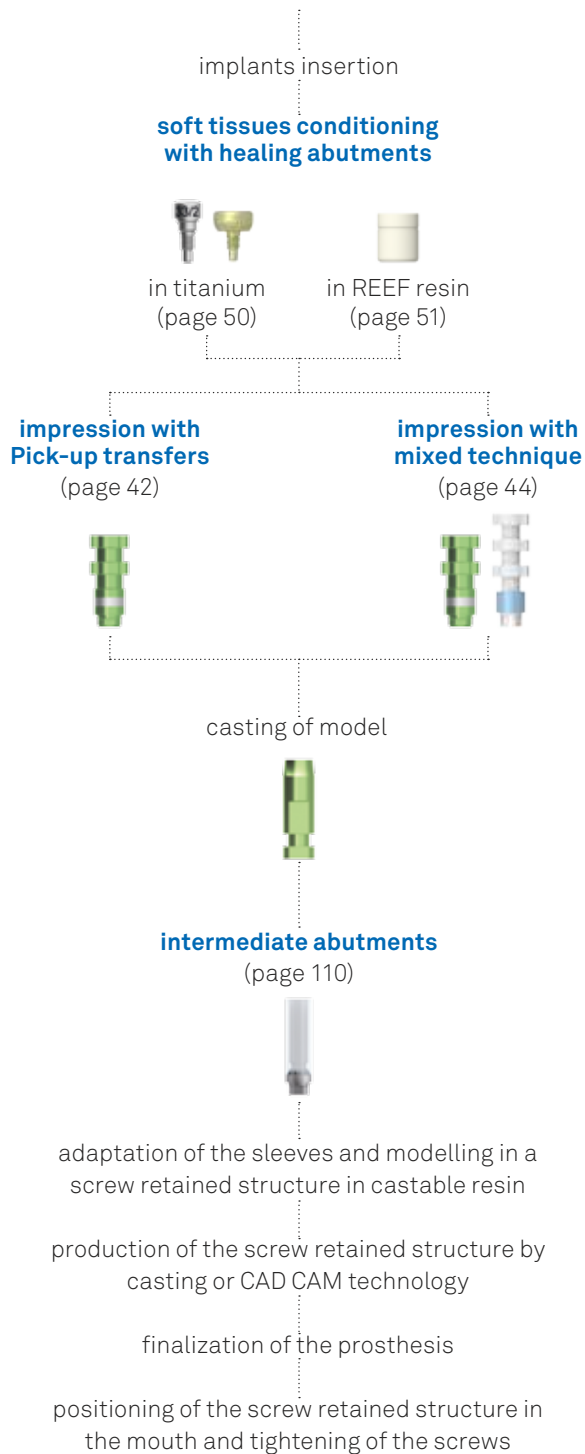 implants insertion
soft tissues conditioning
with healing abutments
3/2
in titanium
(page 50)
in REEF resin
(page 51)
impression with
Pick-up transfers
(page 42)
impression with
mixed technique
(page 44)
casting of model
intermediate abutments
(page 110)
adaptation of the sleeves and modelling in a
screw retained structure in castable resin
production of the screw retained structure by
casting or CAD CAM technology
finalization of the prosthesis
positioning of the screw retained structure in
the mouth and tightening of the screws